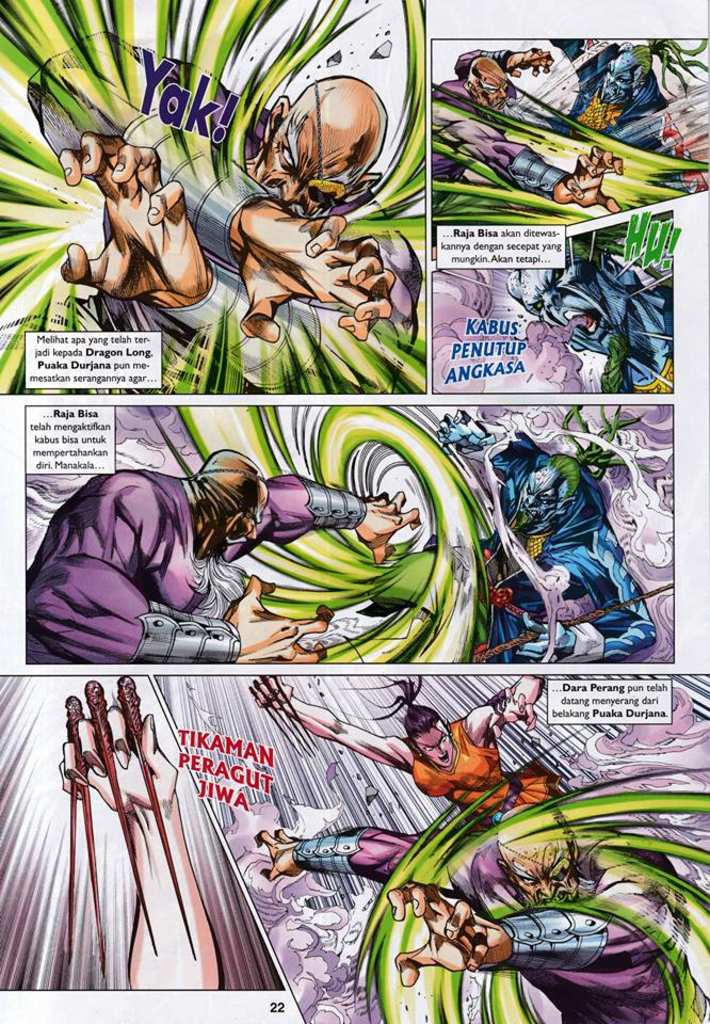 Yak!
Melihat apa yang telah ter-
jadi kepada Dragon Long,
Puaka Durjana pun me-
mesatkan serangannya agar...
...Raja Bisa akan ditewas-
kannya dengan secepat yang
mungkin. Akan tetapi...
HU!
KABUS
PENUTUP
ANGKASA
...Raja Bisa
telah mengaktifkan
kabus bisa untuk
mempertahankan
diri. Manakala...
TIKAMAN
PERAGUT
JIWA
...Dara Perang pun telah
menyerang dari
belakang Puaka Durjana.
22